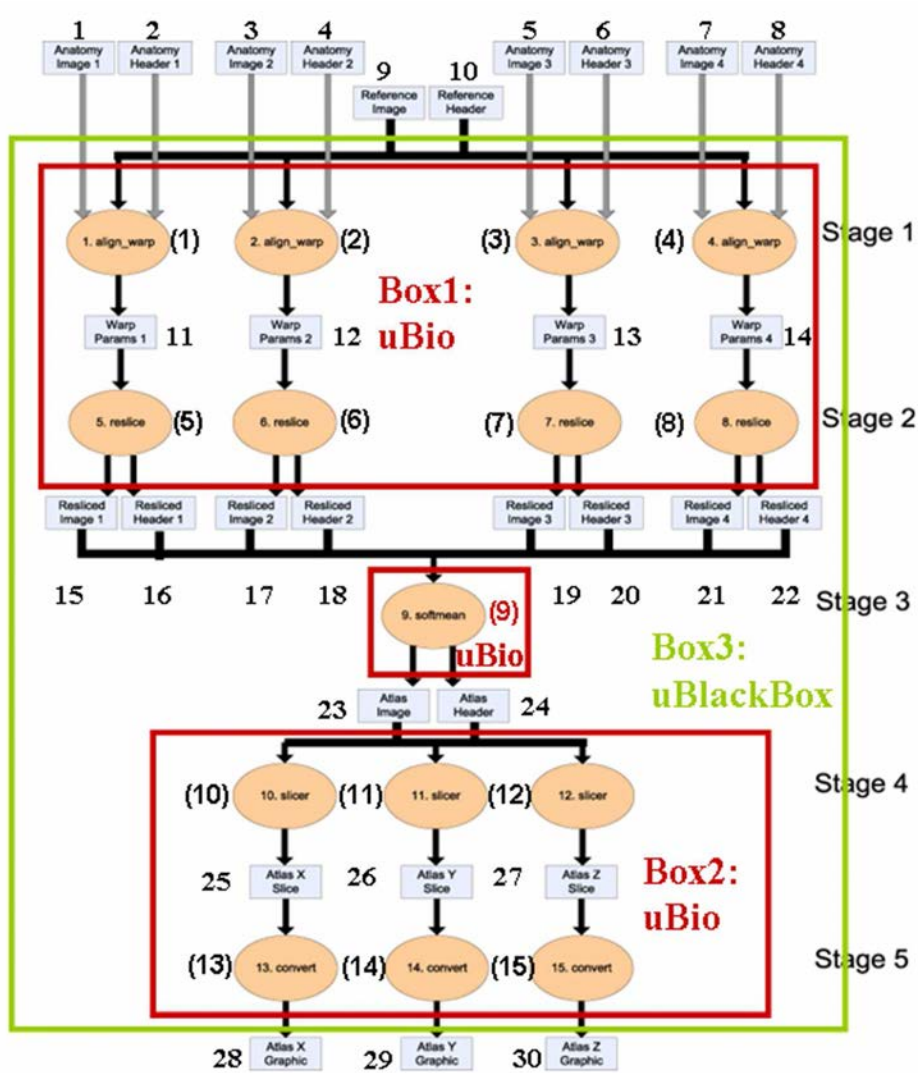 1 2 3 4 5 6 7 8
Anatomy Image 1
Anatomy Header 1
Anatomy Image 2
Anatomy Header 2
Anatomy Image 3
Anatomy Header 3
Anatomy Image 4
Anatomy Header 4
9 10
Reference Image
Reference Header
1. align_warp (1)
2. align_warp (2)
(3) 3. align_warp
(4) 4. align_warp
Stage 1
Box1:
uBio
Warp Params 1 11
Warp Params 2 12
Warp Params 3 13
Warp Params 4 14
5. reslice (5)
6. reslice (6)
(7) 7. reslice
(8) 8. reslice
Stage 2
Resliced Image 1
Resliced Header 1
Resliced Image 2
Resliced Header 2
Resliced Image 3
Resliced Header 3
Resliced Image 4
Resliced Header 4
15 16 17 18 19 20 21 22
Stage 3
9. softmean (9)
uBio
Box3:
uBlackBox
23 Atlas Image
Atlas Header 24
(10) 10. slicer
(11) 11. slicer
(12) 12. slicer
Stage 4
25 Atlas X Slice
26 Atlas Y Slice
27 Atlas Z Slice
Box2:
uBio
(13) 13. convert
(14) 14. convert
(15) 15. convert
Stage 5
28 Atlas X Graphic
29 Atlas Y Graphic
30 Atlas Z Graphic